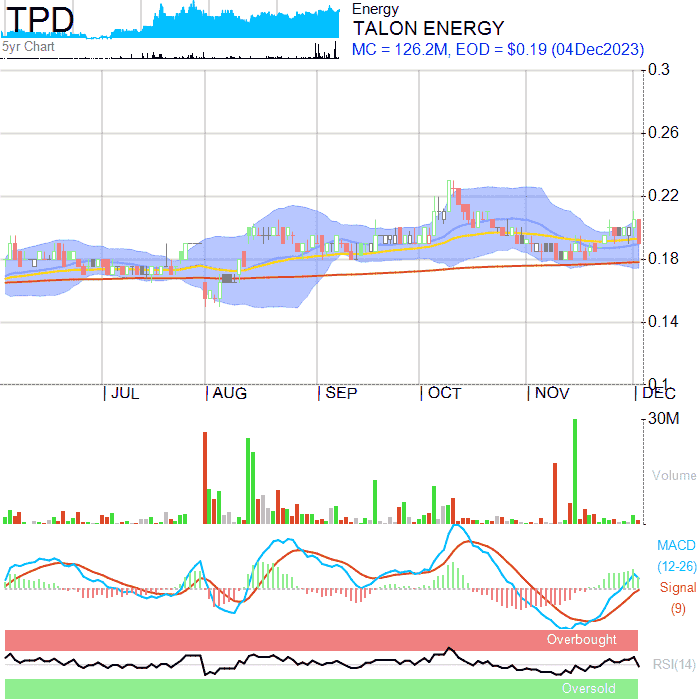 TPD
5yr Chart
Energy
TALON ENERGY
MC = 126.2M, EOD = $0.19 (04Dec2023)
0.3
0.26
0.22
0.18
0.14
0.1
JUL AUG SEP OCT NOV DEC
30M
Volume
MACD
(12-26)
Signal
(9)
Overbought
RSI(14)
Oversold